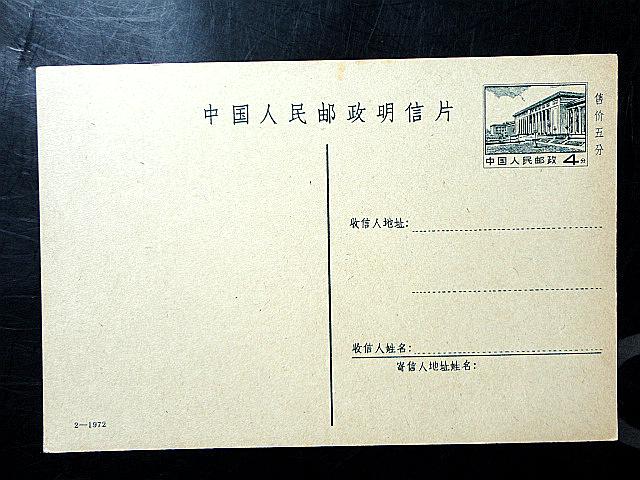 中国人民邮政明信片
中国人民邮政 4分
售价五分
收信人地址:
收信人姓名:
寄信人地址姓名:
2—1972